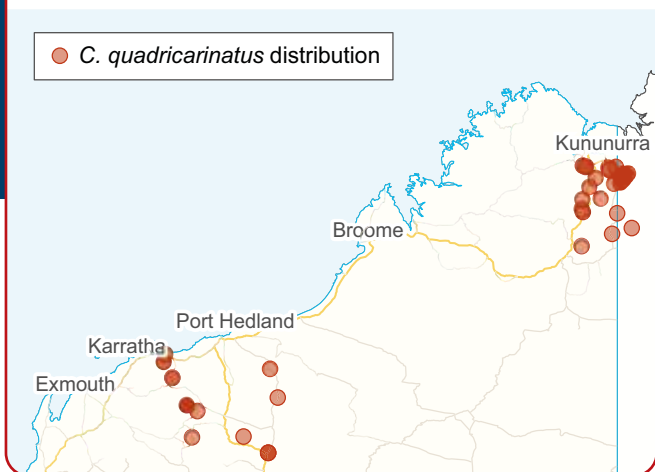 C. quadricarinatus distribution
Kununurra
Broome
Port Hedland
Karratha
Exmouth